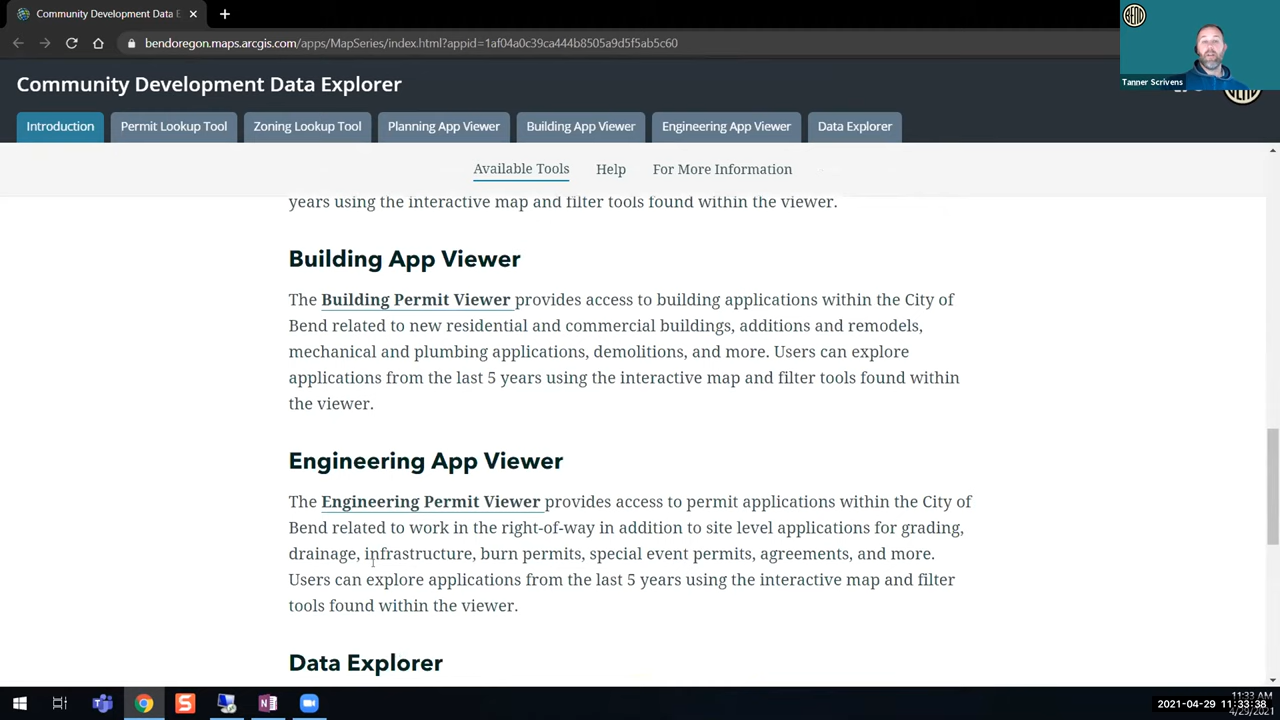 Community Development Data E
bendoregon.maps.arcgis.com/apps/MapSeries/index.html?appid=1af04a0c39ca444b8505a9d5f5ab5c60
BEND
Tanner Scrivens
Community Development Data Explorer
Introduction
Permit Lookup Tool
Zoning Lookup Tool
Planning App Viewer
Building App Viewer
Engineering App Viewer
Data Explorer
Available Tools
Help
For More Information
years using the interactive map and filter tools found within the viewer.
Building App Viewer
The Building Permit Viewer provides access to building applications within the City of
Bend related to new residential and commercial buildings, additions and remodels,
mechanical and plumbing applications, demolitions, and more. Users can explore
applications from the last 5 years using the interactive map and filter tools found within
the viewer.
Engineering App Viewer
The Engineering Permit Viewer provides access to permit applications within the City of
Bend related to work in the right-of-way in addition to site level applications for grading,
drainage, infrastructure, burn permits, special event permits, agreements, and more.
Users can explore applications from the last 5 years using the interactive map and filter
tools found within the viewer.
Data Explorer
11:33 AM
2021-04-29 11:33:38